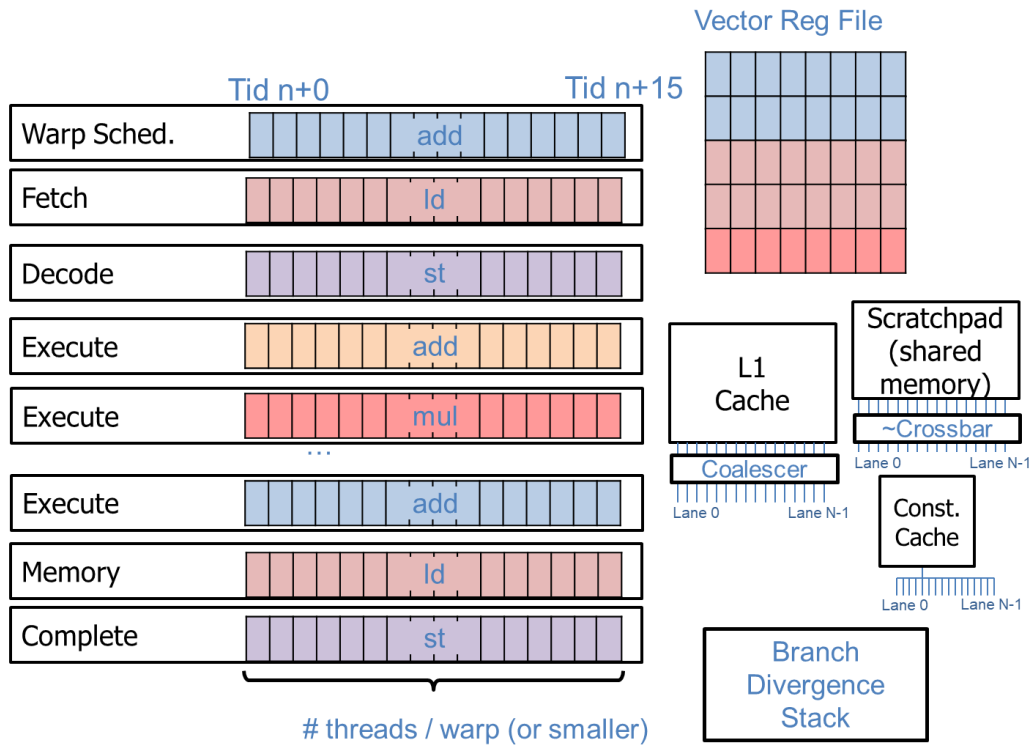 Vector Reg File
Tid n+0
Tid n+15
Warp Sched.
add
Fetch
ld
Decode
st
Execute
add
Execute
mul
...
Execute
add
Memory
ld
Complete
st
# threads / warp (or smaller)
L1
Cache
Coalescer
Lane 0
Lane N-1
Scratchpad
(shared
memory)
~Crossbar
Lane 0
Lane N-1
Const.
Cache
Lane 0
Lane N-1
Branch
Divergence
Stack